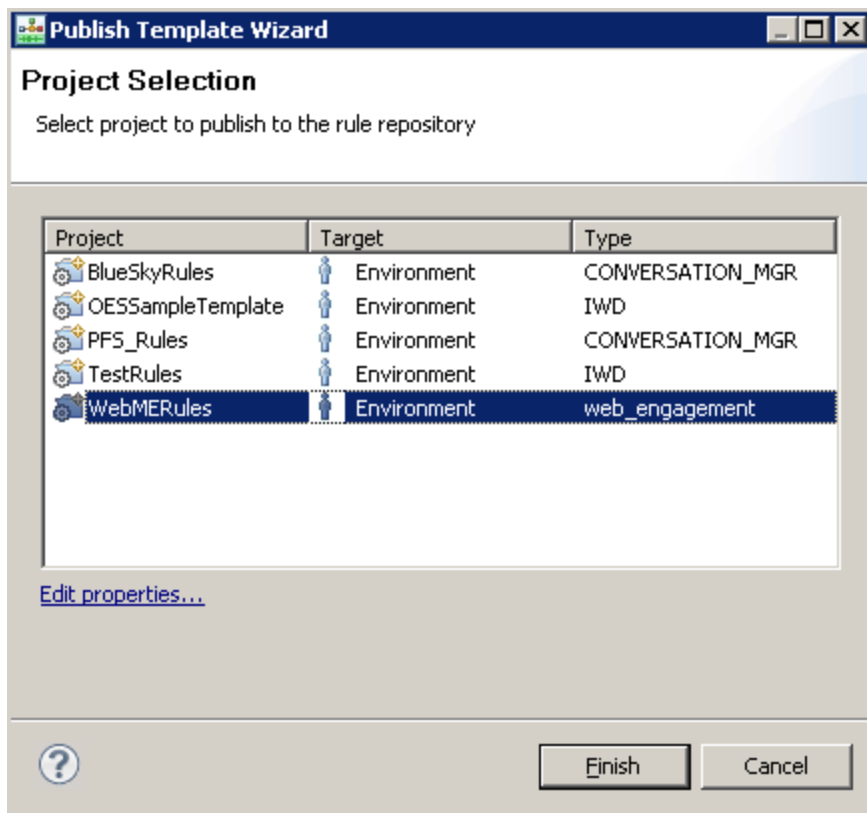 Publish Template Wizard
Project Selection
Select project to publish to the rule repository
Project Target Type
BlueSkyRules Environment CONVERSATION_MGR
OESSampleTemplate Environment IWD
PFS_Rules Environment CONVERSATION_MGR
TestRules Environment IWD
WebMERules Environment web_engagement
Edit properties...
? Finish Cancel